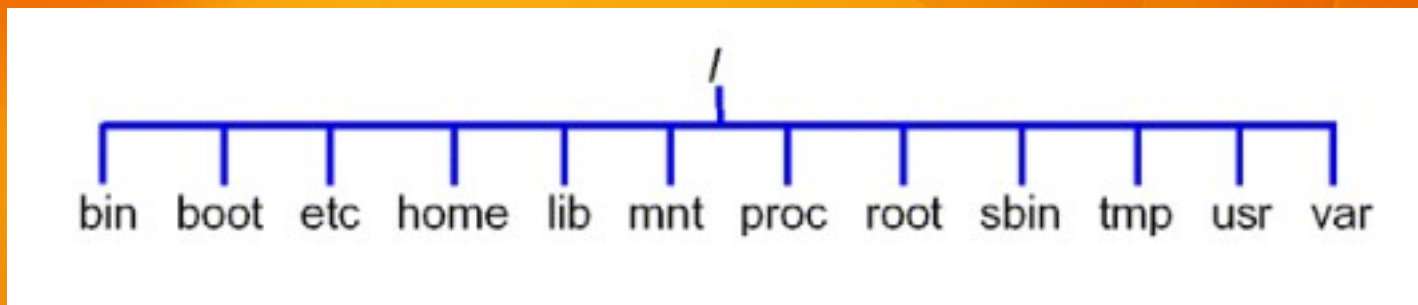 /
bin boot etc home lib mnt proc root sbin tmp usr var